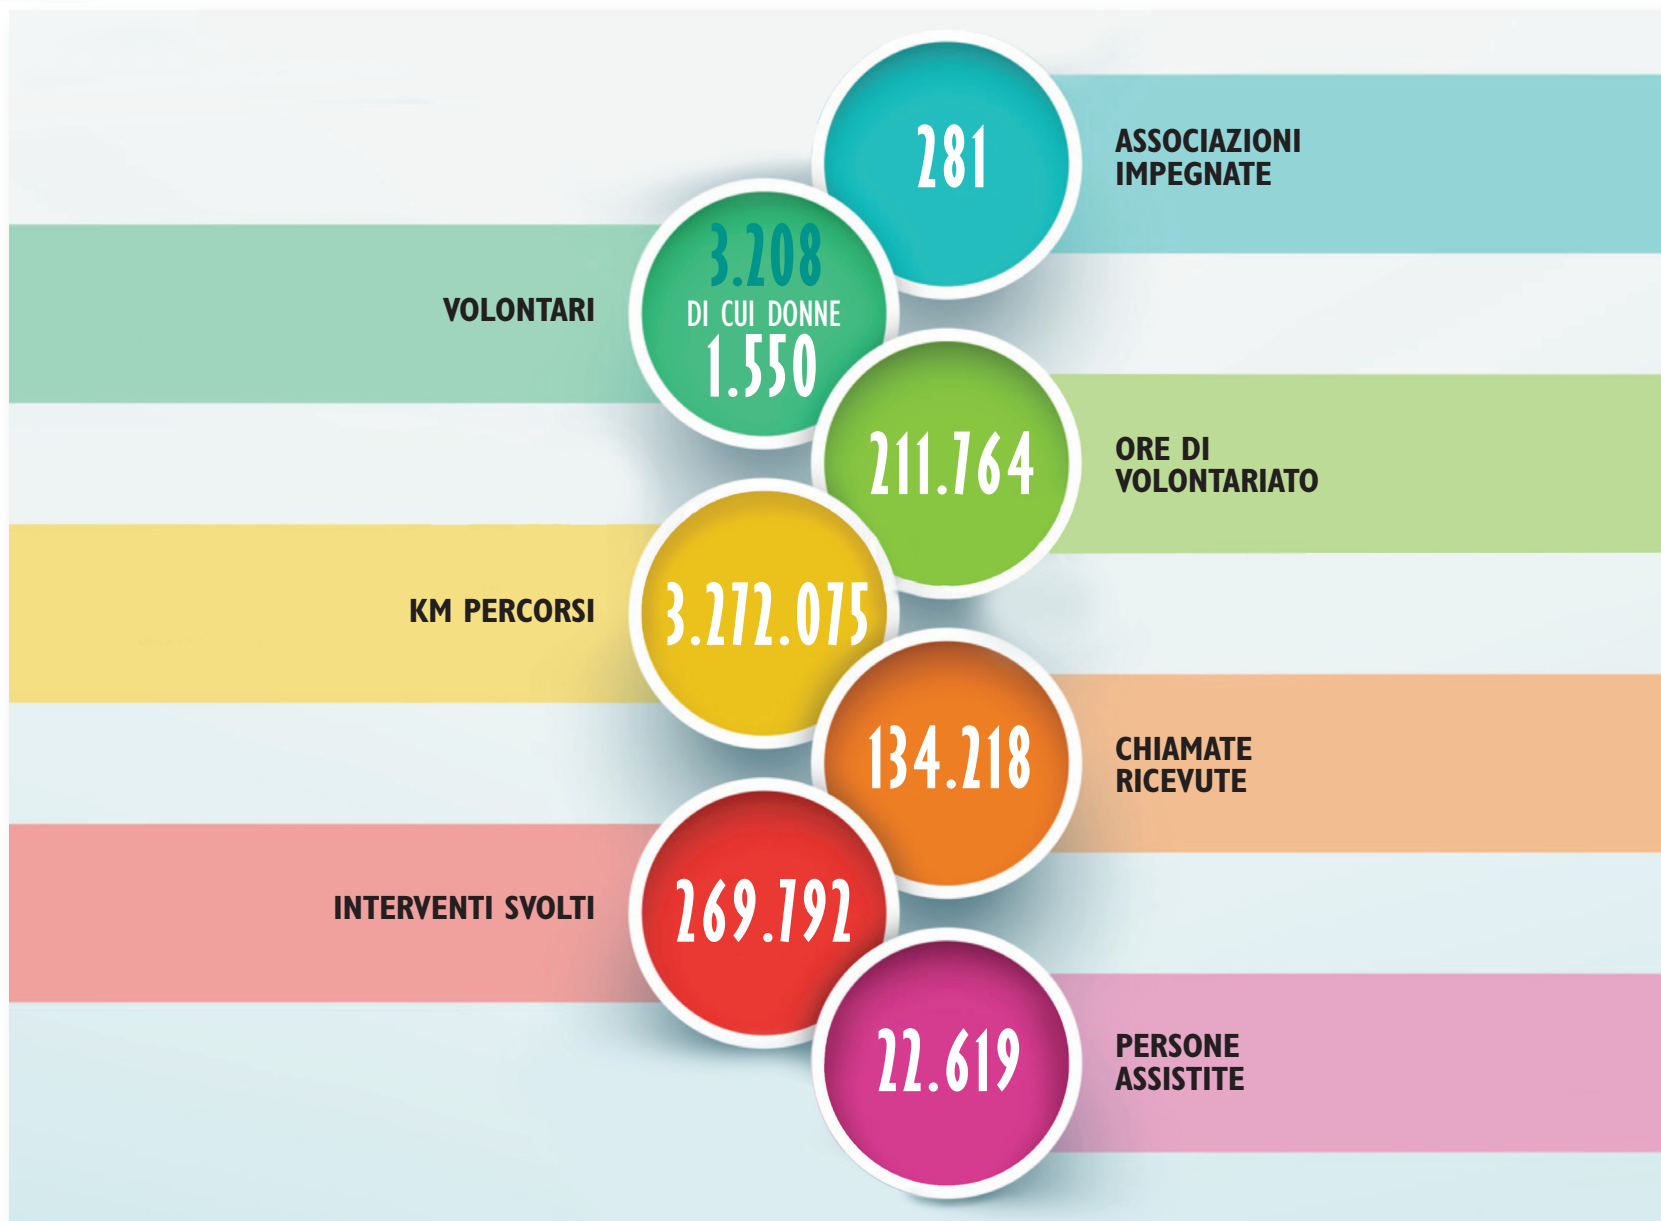 281
ASSOCIAZIONI
IMPEGNATE
VOLONTARI
3.208
DI CUI DONNE
1.550
211.764
ORE DI
VOLONTARIATO
KM PERCORSI
3.272.075
134.218
CHIAMATE
RICEVUTE
INTERVENTI SVOLTI
269.792
22.619
PERSONE
ASSISTITE